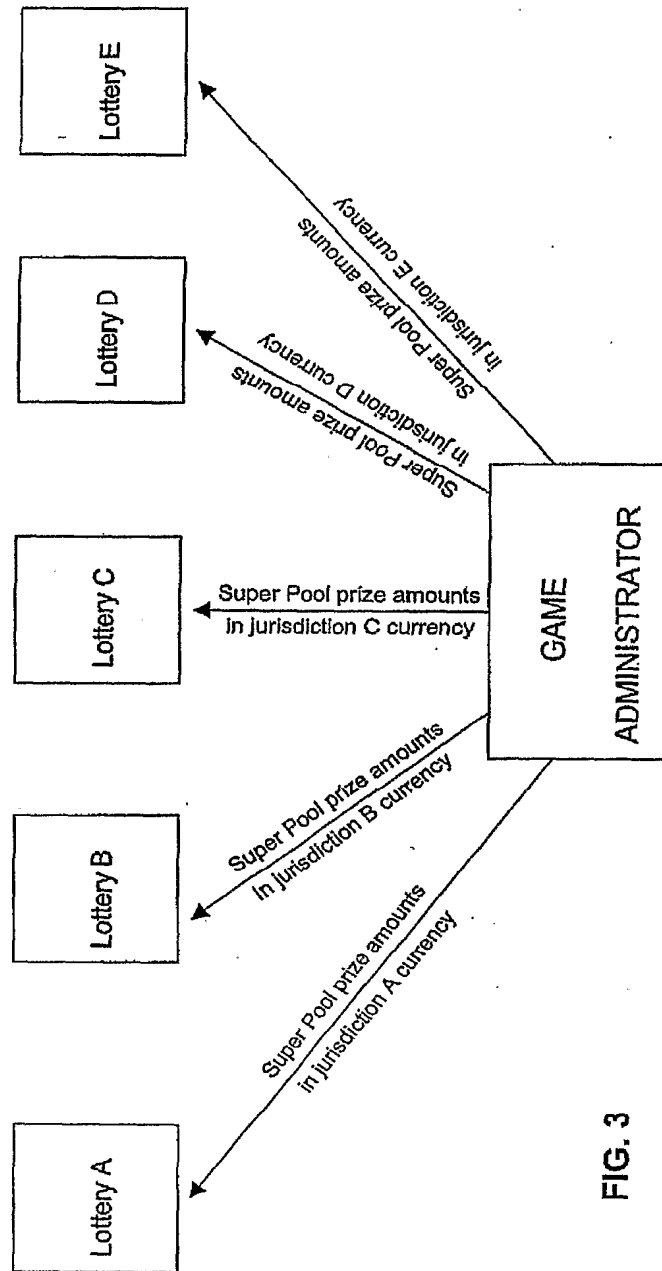 Lottery A
Lottery B
Lottery C
Lottery D
Lottery E
Super Pool prize amounts
in jurisdiction A currency
Super Pool prize amounts
In jurisdiction B currency
Super Pool prize amounts
in jurisdiction C currency
Super Pool prize amounts
in jurisdiction D currency
Super Pool prize amounts
in jurisdiction E currency
GAME
ADMINISTRATOR
FIG. 3